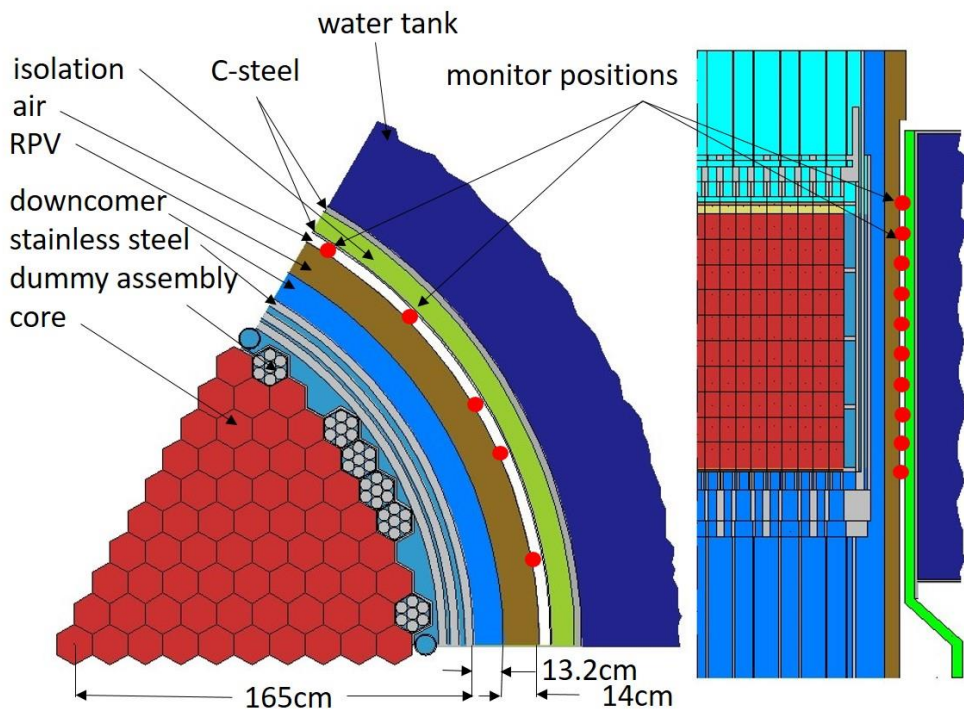 water tank
isolation
C-steel
monitor positions
air
RPV
downcomer
stainless steel
dummy assembly
core
13.2cm
165cm
14cm